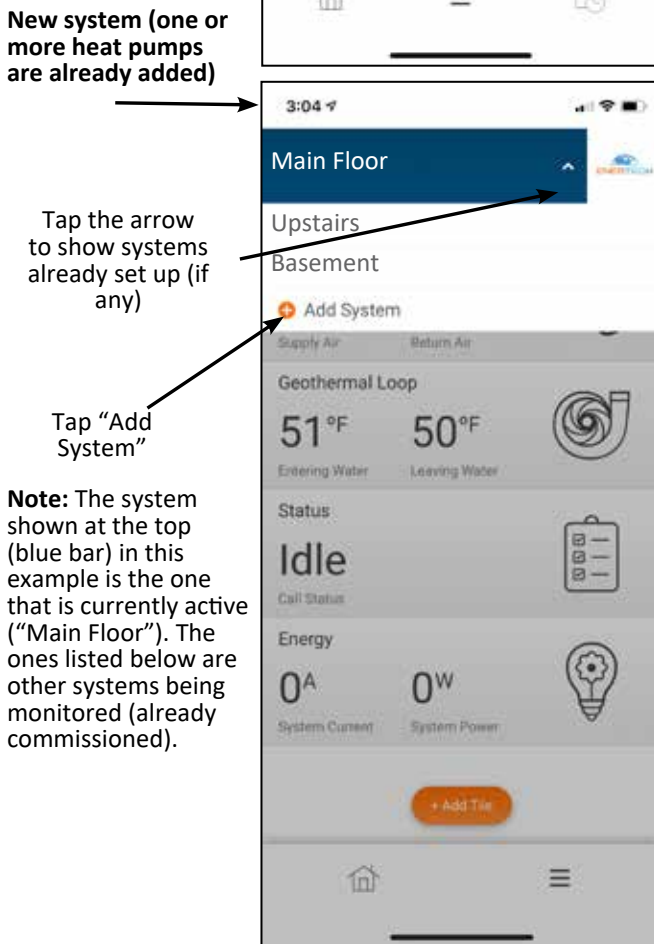 New system (one or
more heat pumps
are already added)
3:04
Main Floor
ENERTECH
Tap the arrow
to show systems
already set up (if
any)
Upstairs
Basement
Add System
Supply Air Return Air
Geothermal Loop
51°F 50°F
Entering Water Leaving Water
Tap “Add
System”
Note: The system
shown at the top
(blue bar) in this
example is the one
that is currently active
(“Main Floor”). The
ones listed below are
other systems being
monitored (already
commissioned).
Status
Idle
Call Status
Energy
0A 0W
System Current System Power
+ Add Tile